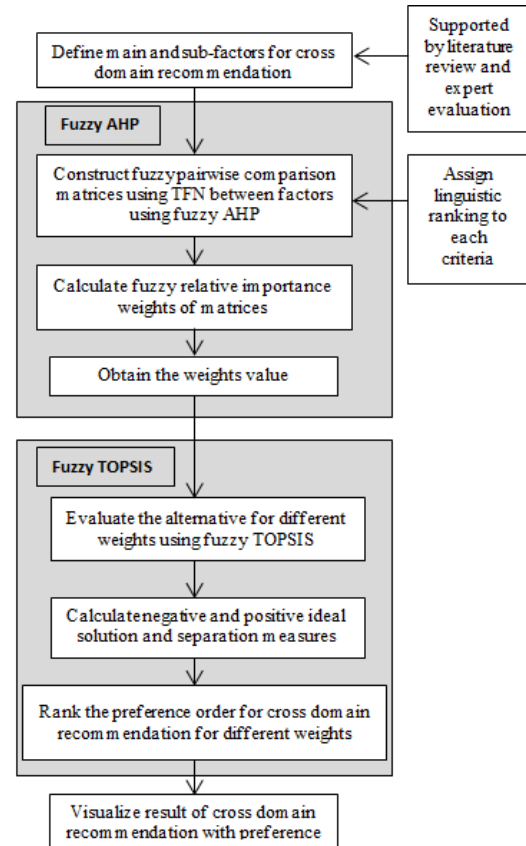 Supported
by literature
review and
expert
evaluation
Define main and sub-factors for cross
domain recommendation
Fuzzy AHP
Construct fuzzypairwise comparison
matrices using TFN between factors
using fuzzy AHP
Assign
linguistic
ranking to
each
criteria
Calculate fuzzy relative importance
weights of matrices
Obtain the weights value
Fuzzy TOPSIS
Evaluate the alternative for different
weights using fuzzy TOPSIS
Calculatenegative and positive ideal
solution and separation measures
Rank the preference order for cross domain
recommendation for different weights
Visualize result of cross domain
recommendation with preference